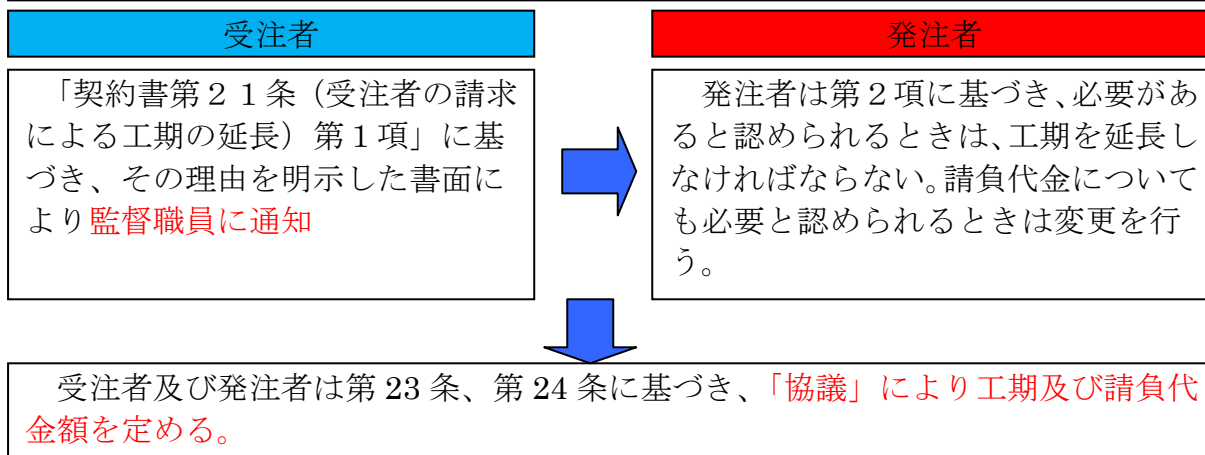 受注者
発注者
「契約書第２１条（受注者の請求
による工期の延長）第１項」に基
づき、その理由を明示した書面に
より監督職員に通知
発注者は第２項に基づき、必要があ
ると認められるときは、工期を延長し
なければならない。請負代金について
も必要と認められるときは変更を行
う。
受注者及び発注者は第 23 条、第 24 条に基づき、「協議」により工期及び請負代
金額を定める。